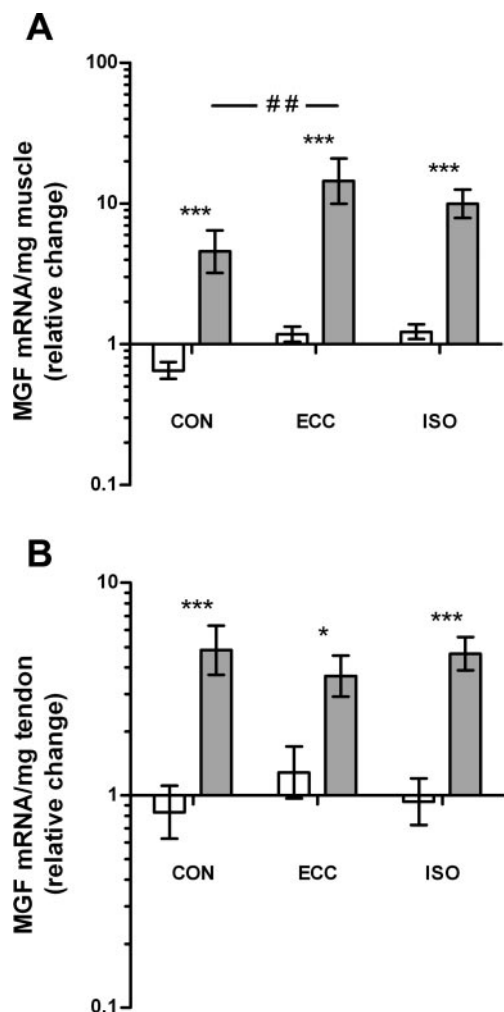 A
MGF mRNA/mg muscle
(relative change)
100
10
1
0.1
##
***
***
***
CON
ECC
ISO
B
MGF mRNA/mg tendon
(relative change)
10
1
0.1
***
*
***
CON
ECC
ISO